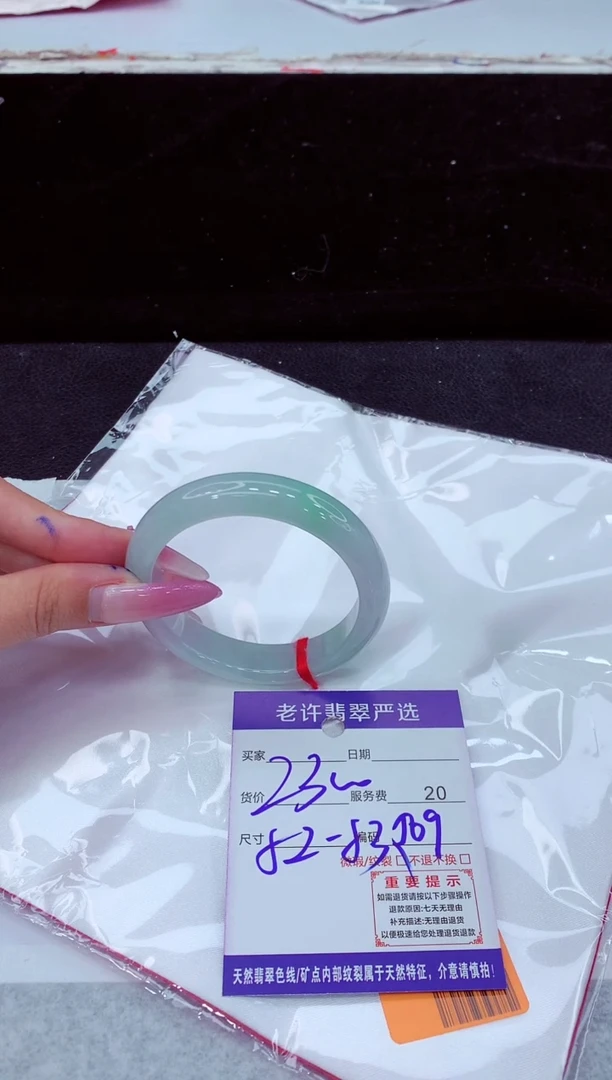 老许翡翠严选
买家 日期
货价 服务费 20
尺寸 52-53 编码
微瑕/纹裂 □ 不退不换 □
重要提示
如需退货请按以下步骤操作
退款原因:七天无理由
补充描述:无理由退货
以便极速给您处理退货退款
天然翡翠色线/矿点内部纹裂属于天然特征，介意请慎拍!